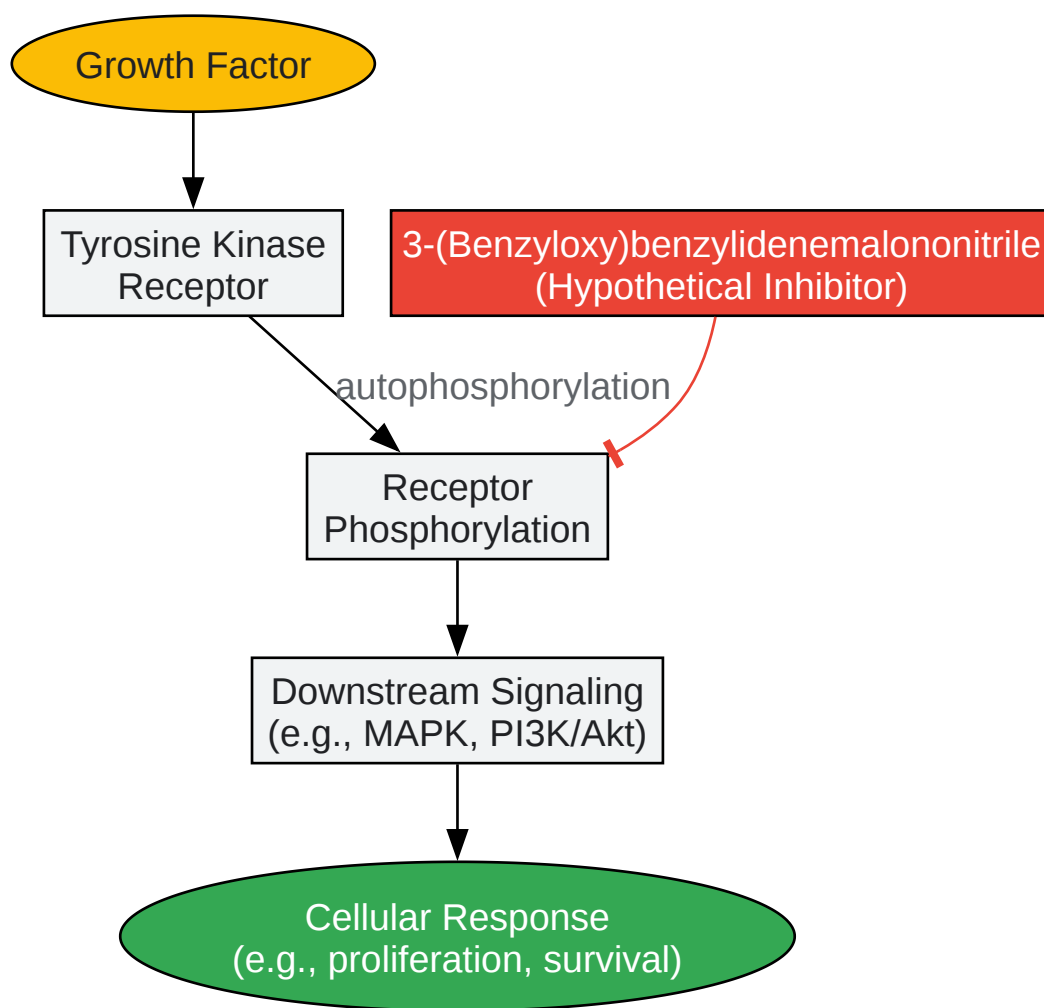 Growth Factor
Tyrosine Kinase
Receptor
3-(Benzyloxy)benzylidenemalononitrile
(Hypothetical Inhibitor)
autophosphorylation
Receptor
Phosphorylation
Downstream Signaling
(e.g., MAPK, PI3K/Akt)
Cellular Response
(e.g., proliferation, survival)